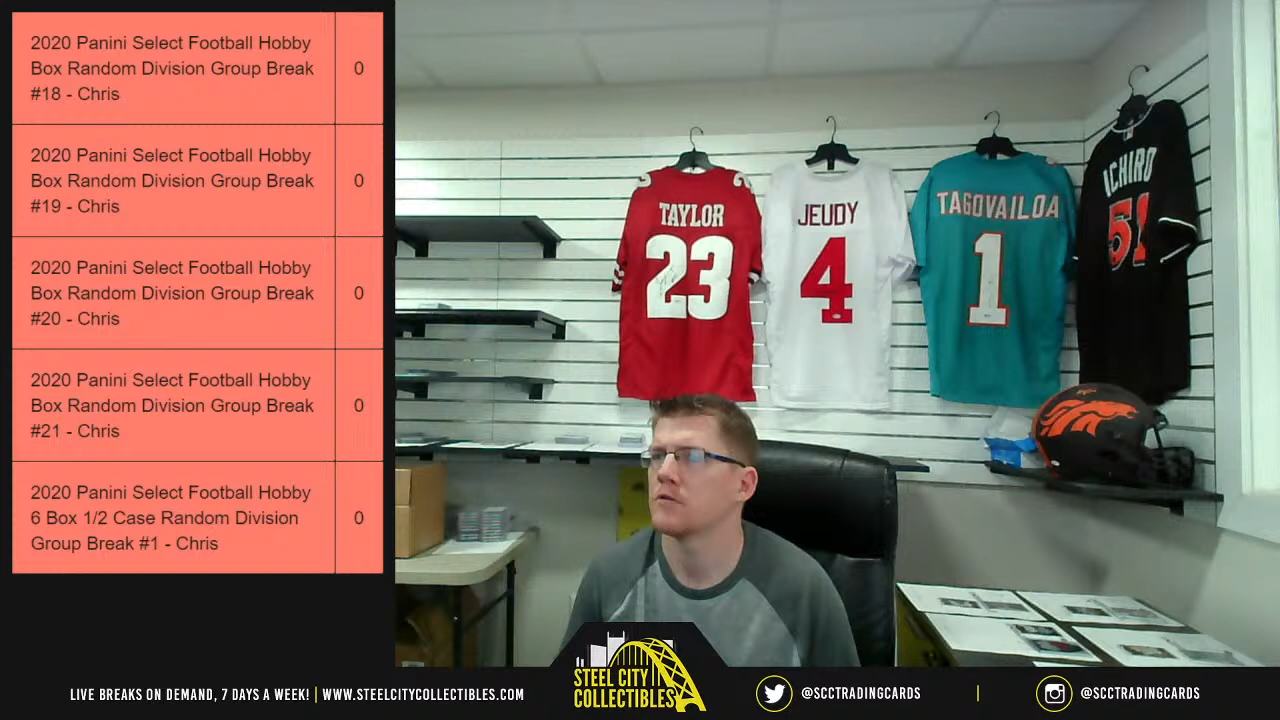 2020 Panini Select Football Hobby
Box Random Division Group Break
#18 - Chris
0
2020 Panini Select Football Hobby
Box Random Division Group Break
#19 - Chris
0
2020 Panini Select Football Hobby
Box Random Division Group Break
#20 - Chris
0
2020 Panini Select Football Hobby
Box Random Division Group Break
#21 - Chris
0
2020 Panini Select Football Hobby
6 Box 1/2 Case Random Division
Group Break #1 - Chris
0
TAYLOR
23
JEUDY
4
TAGOVAILOA
1
ICHIRO
51
STEEL CITY
COLLECTIBLES
LIVE BREAKS ON DEMAND, 7 DAYS A WEEK! | WWW.STEELCITYCOLLECTIBLES.COM
@SCCTRADINGCARDS | @SCCTRADINGCARDS